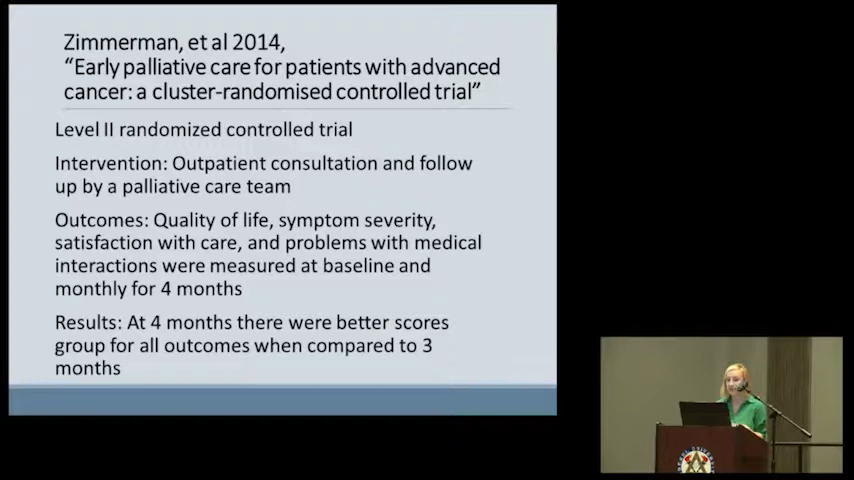 Zimmerman, et al 2014,
“Early palliative care for patients with advanced
cancer: a cluster-randomised controlled trial”
Level II randomized controlled trial
Intervention: Outpatient consultation and follow
up by a palliative care team
Outcomes: Quality of life, symptom severity,
satisfaction with care, and problems with medical
interactions were measured at baseline and
monthly for 4 months
Results: At 4 months there were better scores
group for all outcomes when compared to 3
months